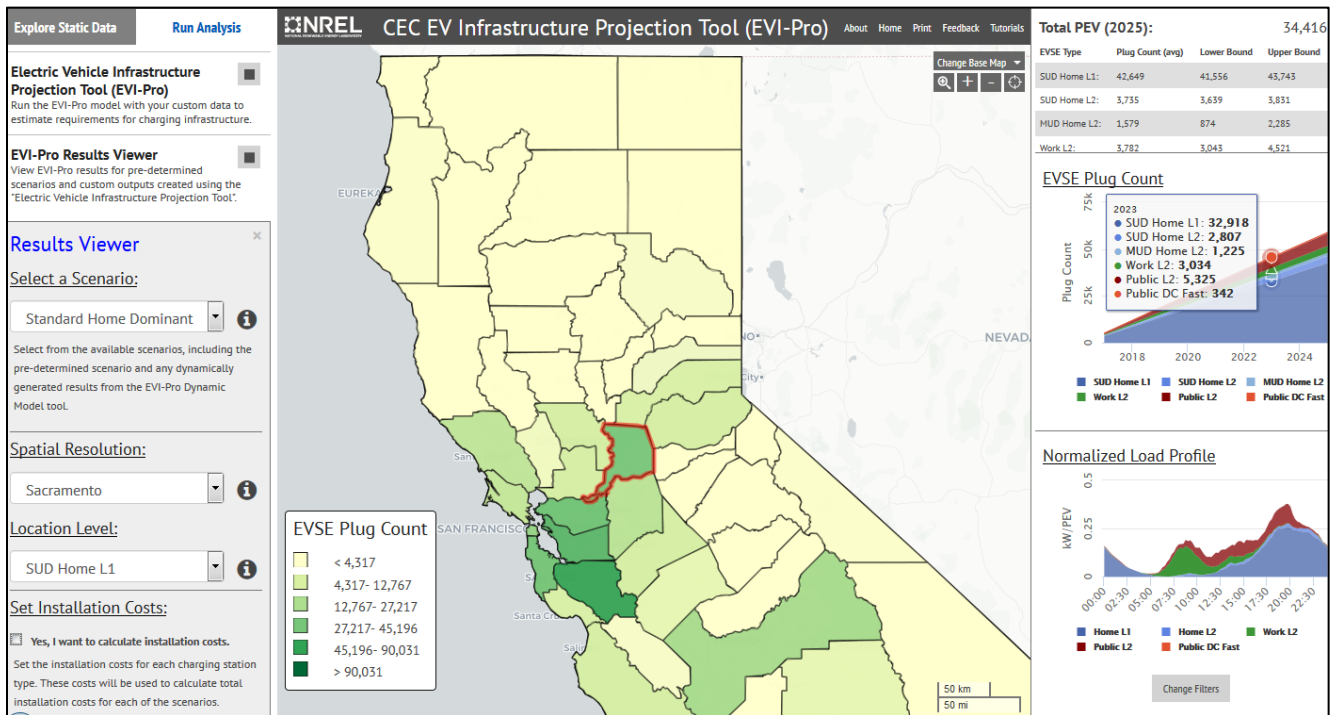 Explore Static Data
Run Analysis
Electric Vehicle Infrastructure
Projection Tool (EVI-Pro)
Run the EVI-Pro model with your custom data to
estimate requirements for charging infrastructure.
EVI-Pro Results Viewer
View EVI-Pro results for pre-determined
scenarios and custom outputs created using the
"Electric Vehicle Infrastructure Projection Tool".
Results Viewer
×
Select a Scenario:
Standard Home Dominant
Select from the available scenarios, including the
pre-determined scenario and any dynamically
generated results from the EVI-Pro Dynamic
Model tool.
Spatial Resolution:
Sacramento
Location Level:
SUD Home L1
Set Installation Costs:
Yes, I want to calculate installation costs.
Set the installation costs for each charging station
type. These costs will be used to calculate total
installation costs for each of the scenarios.
NREL
NATIONAL RENEWABLE ENERGY LABORATORY
CEC EV Infrastructure Projection Tool (EVI-Pro)
About Home Print Feedback Tutorials
Change Base Map
EUREKA
NO
City
NEVAD
San
SAN FRANCISC
Santa Cru
Salin
EVSE Plug Count
< 4,317
4,317- 12,767
12,767- 27,217
27,217- 45,196
45,196- 90,031
> 90,031
50 km
50 mi
Total PEV (2025): 34,416
EVSE Type Plug Count (avg) Lower Bound Upper Bound
SUD Home L1: 42,649 41,556 43,743
SUD Home L2: 3,735 3,639 3,831
MUD Home L2: 1,579 874 2,285
Work L2: 3,782 3,043 4,521
EVSE Plug Count
75k
50k
25k
0
Plug Count
2023
SUD Home L1: 32,918
SUD Home L2: 2,807
MUD Home L2: 1,225
Work L2: 3,034
Public L2: 5,325
Public DC Fast: 342
2018 2020 2022 2024
SUD Home L1 SUD Home L2 MUD Home L2
Work L2 Public L2 Public DC Fast
Normalized Load Profile
0.5
0.25
0
kW/PEV
00:00 02:30 05:00 07:30 10:00 12:30 15:00 17:30 20:00 22:30
Home L1 Home L2 Work L2
Public L2 Public DC Fast
Change Filters